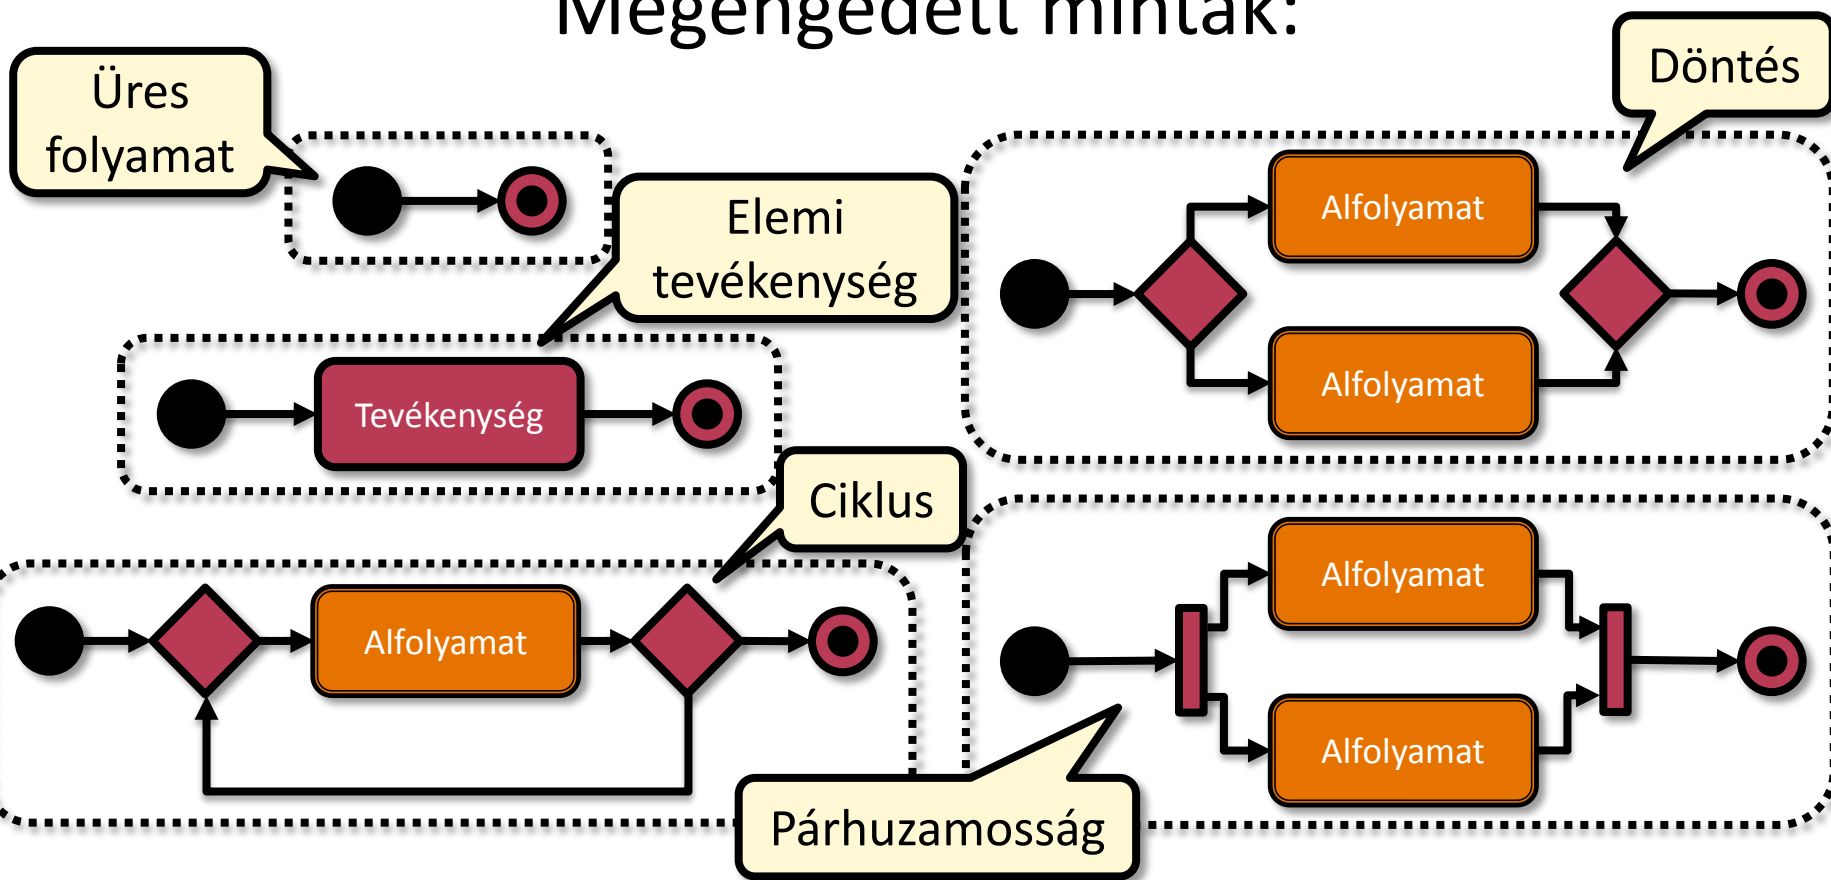 Megengedett minták:
Üres
folyamat
Elemi
tevékenység
Tevékenység
Ciklus
Alfolyamat
Döntés
Alfolyamat
Alfolyamat
Alfolyamat
Alfolyamat
Párhuzamosság